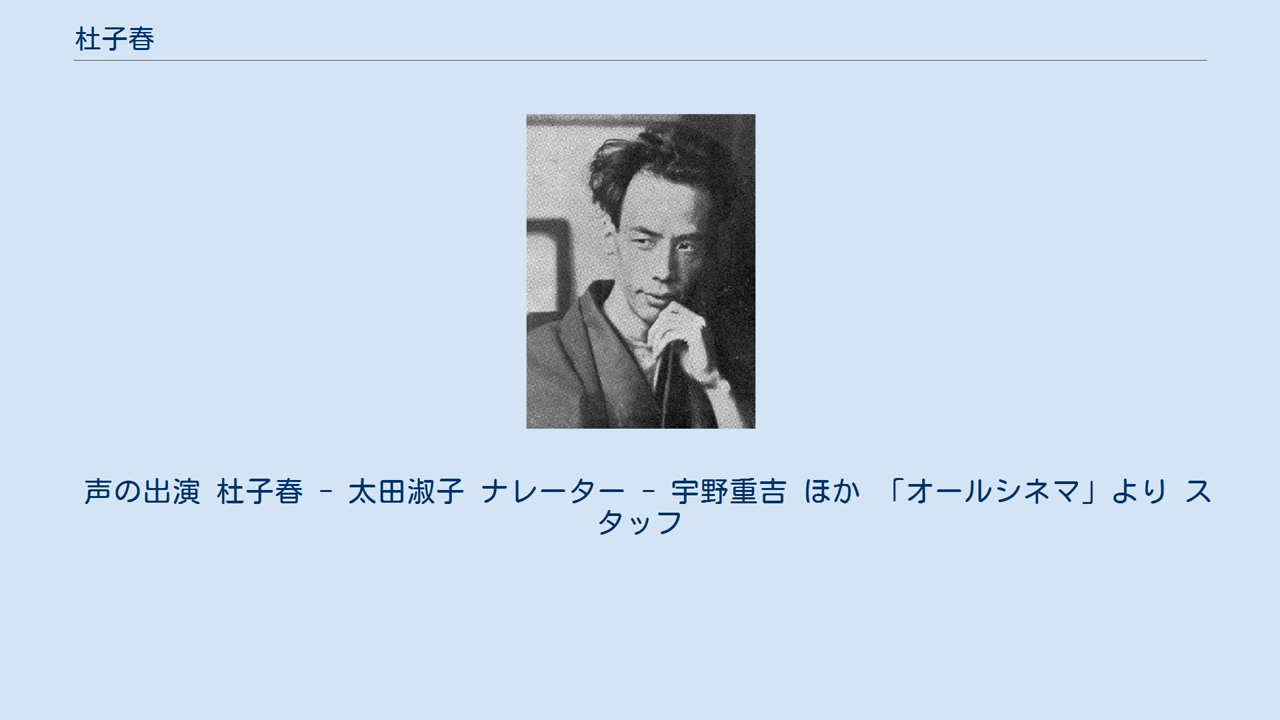 杜子春
声の出演 杜子春 - 太田淑子 ナレーター - 宇野重吉 ほか 「オールシネマ」より ス
タッフ